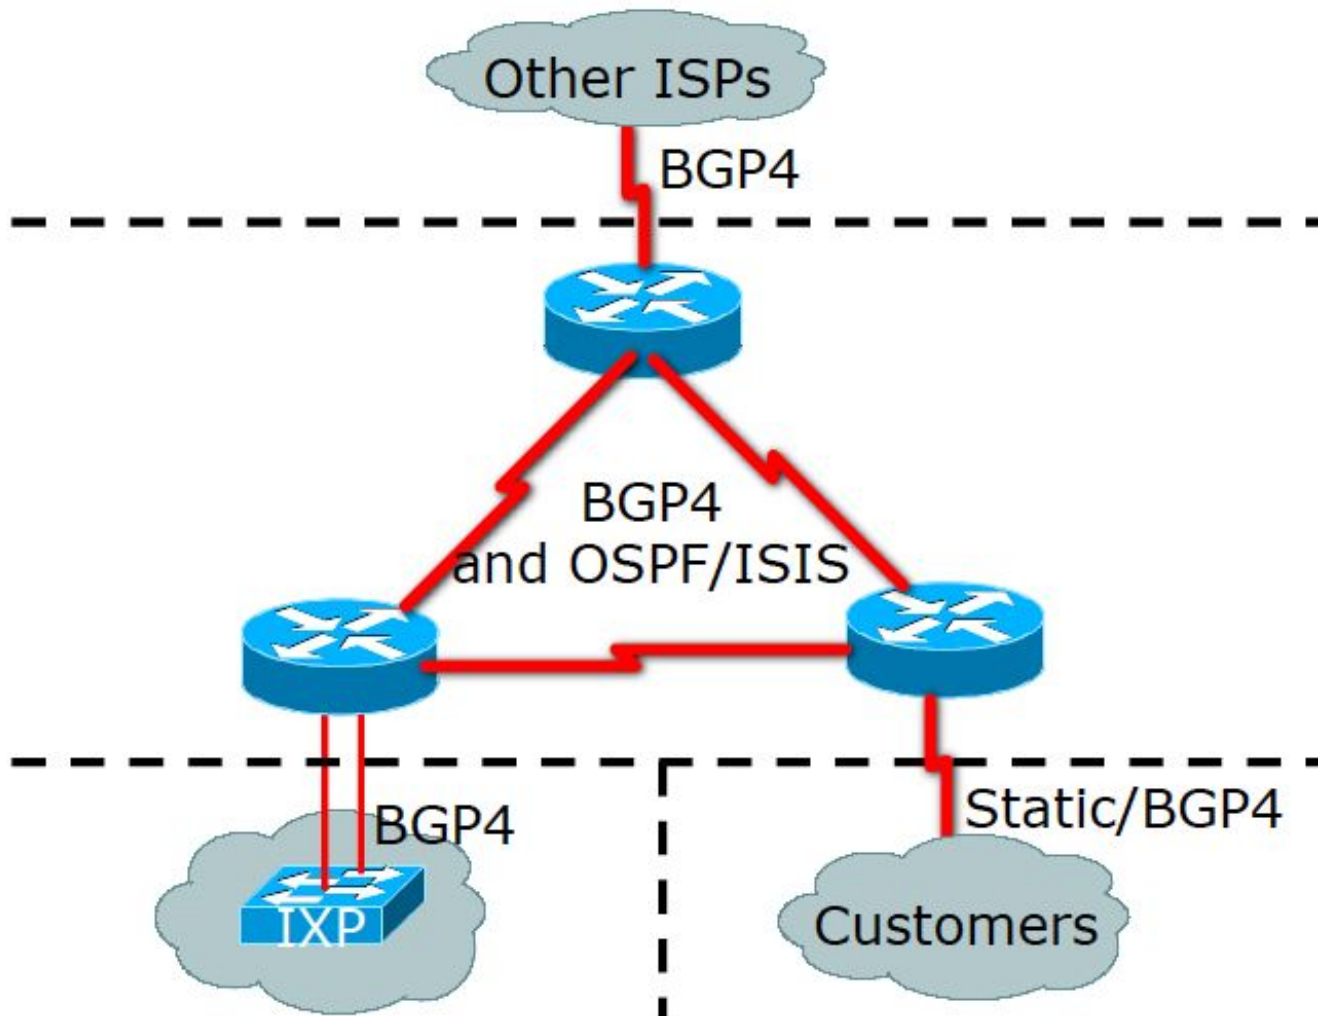 Other ISPs
BGP4
BGP4
and OSPF/ISIS
BGP4
Static/BGP4
IXP
Customers